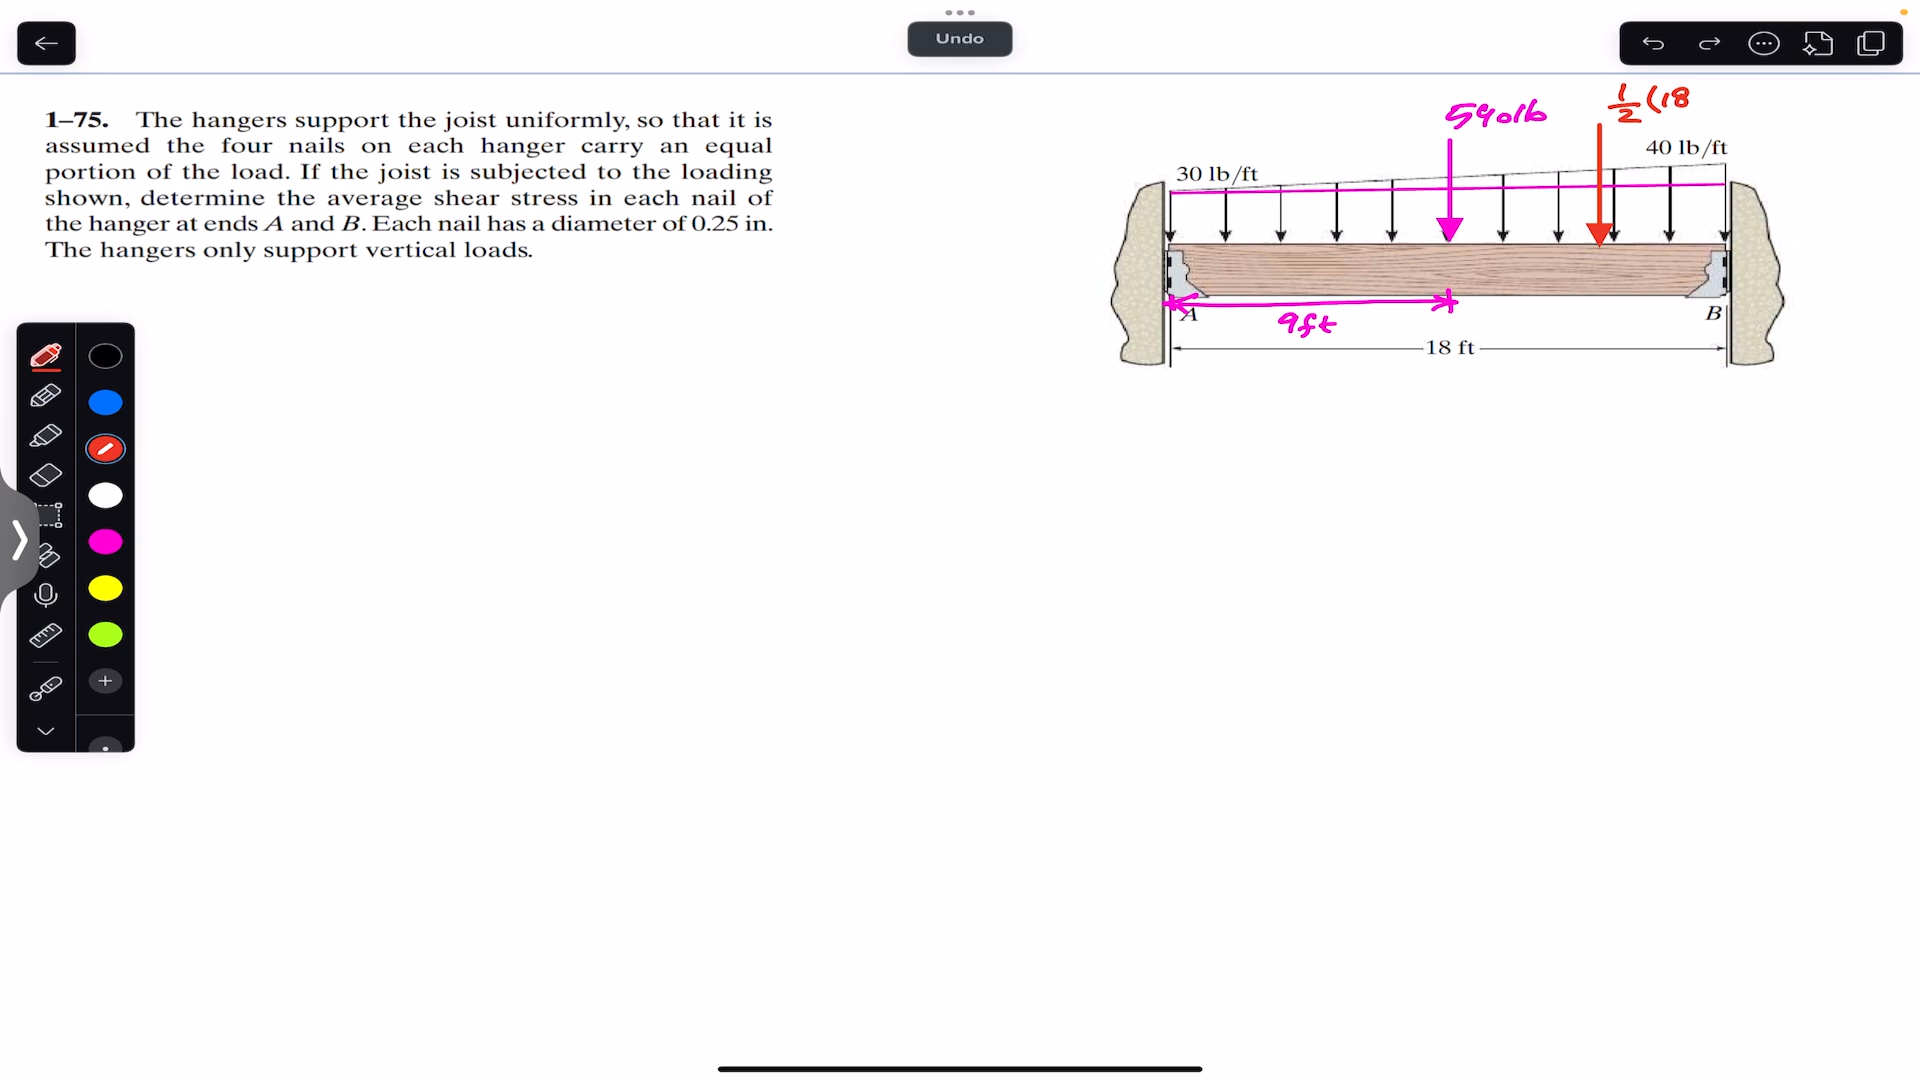 Undo
1–75. The hangers support the joist uniformly, so that it is
assumed the four nails on each hanger carry an equal
portion of the load. If the joist is subjected to the loading
shown, determine the average shear stress in each nail of
the hanger at ends A and B. Each nail has a diameter of 0.25 in.
The hangers only support vertical loads.
540lb
1/2 (18
40 lb/ft
30 lb/ft
A
B
9ft
18 ft